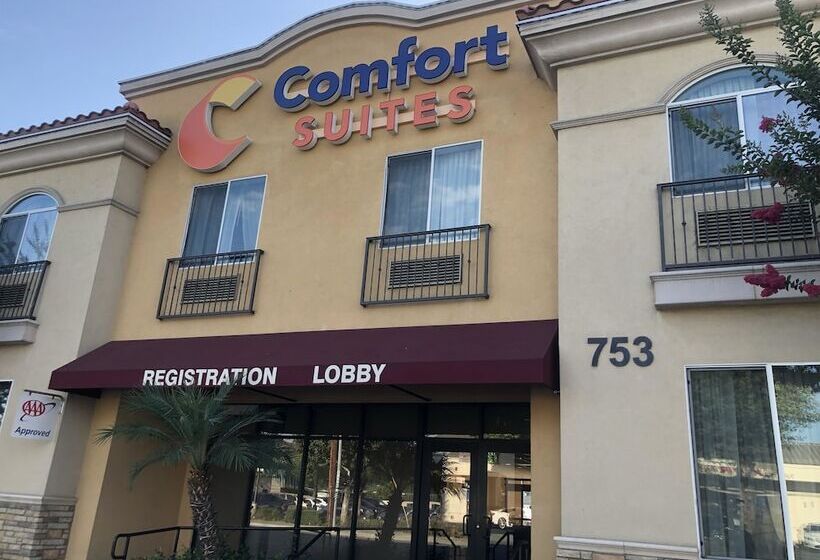 Comfort
SUITES
REGISTRATION LOBBY
753
AAA
Approved